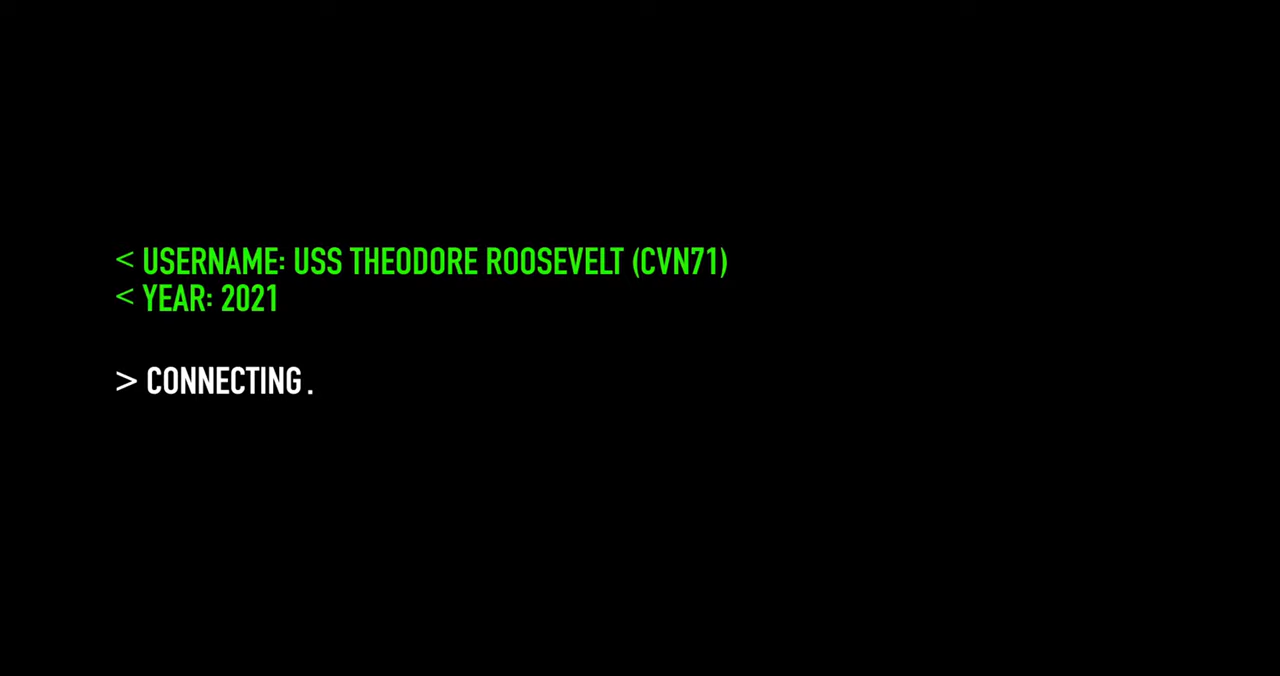 < USERNAME: USS THEODORE ROOSEVELT (CVN71)
< YEAR: 2021
> CONNECTING .